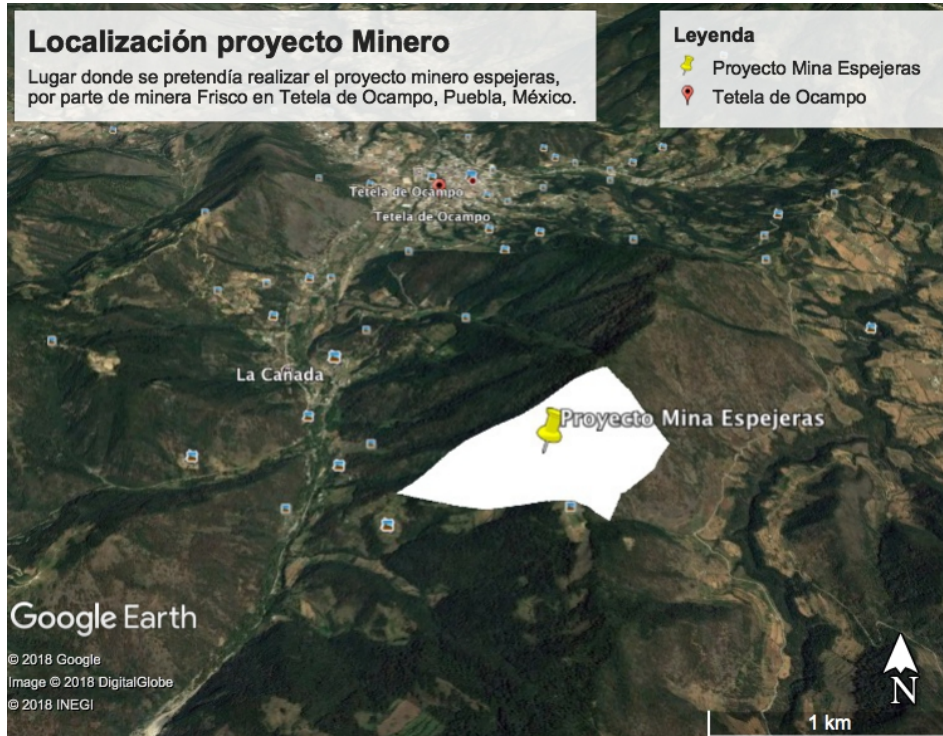 Localización proyecto Minero
Lugar donde se pretendía realizar el proyecto minero espejeras,
por parte de minera Frisco en Tetela de Ocampo, Puebla, México.
Leyenda
Proyecto Mina Espejeras
Tetela de Ocampo
Tetela de Ocampo
Tetela de Ocampo
La Cañada
Proyecto Mina Espejeras
Google Earth
© 2018 Google
Image © 2018 DigitalGlobe
© 2018 INEGI
N
1 km